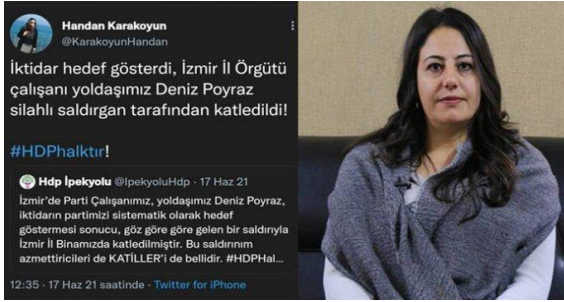 Handan Karakoyun
@KarakoyunHandan
İktidar hedef gösterdi, İzmir İl Örgütü
çalışanı yoldaşımız Deniz Poyraz
silahlı saldırgan tarafından katledildi!
#HDPhalktır!
Hdp İpekyolu @IpekyoluHdp · 17 Haz 21
İzmir'de Parti Çalışanımız, yoldaşımız Deniz Poyraz,
iktidarın partimizi sistematik olarak hedef
göstermesi sonucu, göz göre göre gelen bir saldırıyla
İzmir İl Binamızda katledilmiştir. Bu saldırınım
azmettiricileri de KATİLLER'i de bellidir. #HDPHal...
12:35 · 17 Haz 21 saatinde · Twitter for iPhone